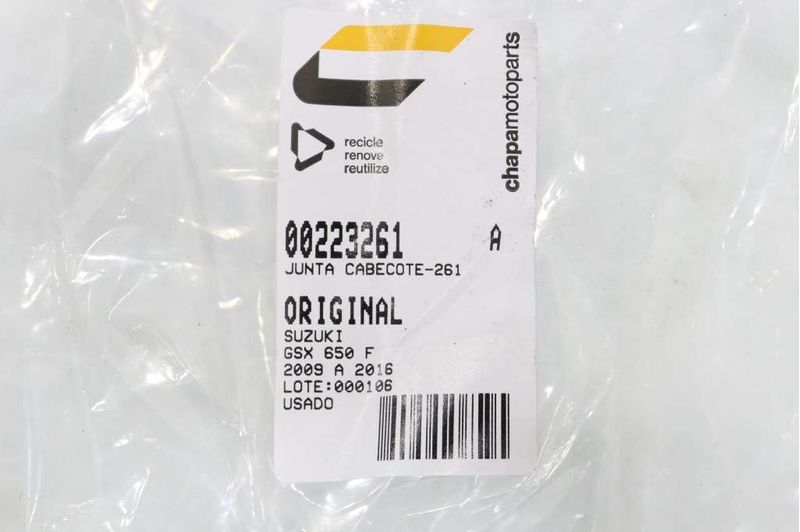 chapamotoparts
recicle
renove
reutilize
00223261 A
JUNTA CABECOTE-261
ORIGINAL
SUZUKI
GSX 650 F
2009 A 2016
LOTE:000106
USADO